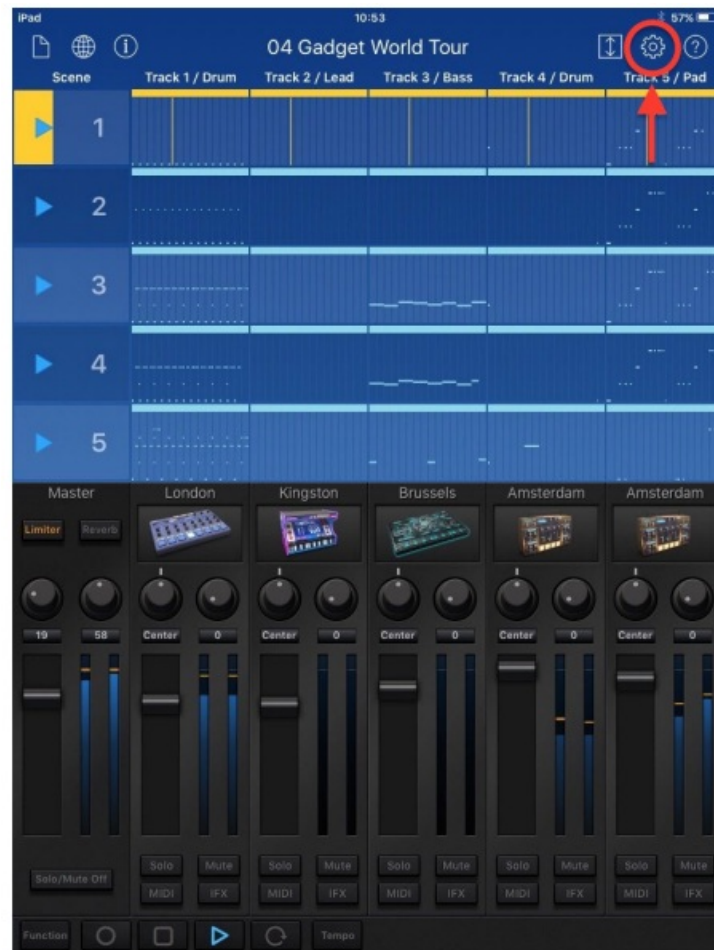 iPad 10:53 57%
04 Gadget World Tour
Scene Track 1 / Drum Track 2 / Lead Track 3 / Bass Track 4 / Drum Track 5 / Pad
1
2
3
4
5
Master London Kingston Brussels Amsterdam Amsterdam
Limiter Reverb
19 58 Center 0 Center 0 Center 0 Center 0 Center 0
Solo Mute Solo Mute Solo Mute Solo Mute Solo Mute
Solo/Mute Off
MIDI IFX MIDI IFX MIDI IFX MIDI IFX MIDI IFX
Function Tempo